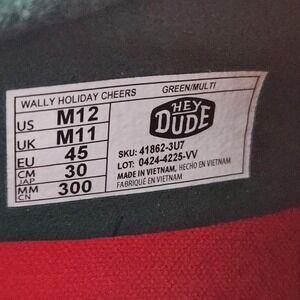 WALLY HOLIDAY CHEERS GREEN/MULTI
US M12
UK M11
EU 45
CM JAP 30
MM CN 300
HEY
DUDE
SKU: 41862-3U7
LOT: 0424-4225-VV
MADE IN VIETNAM, HECHO EN VIETNAM
FABRIQUÉ EN VIETNAM